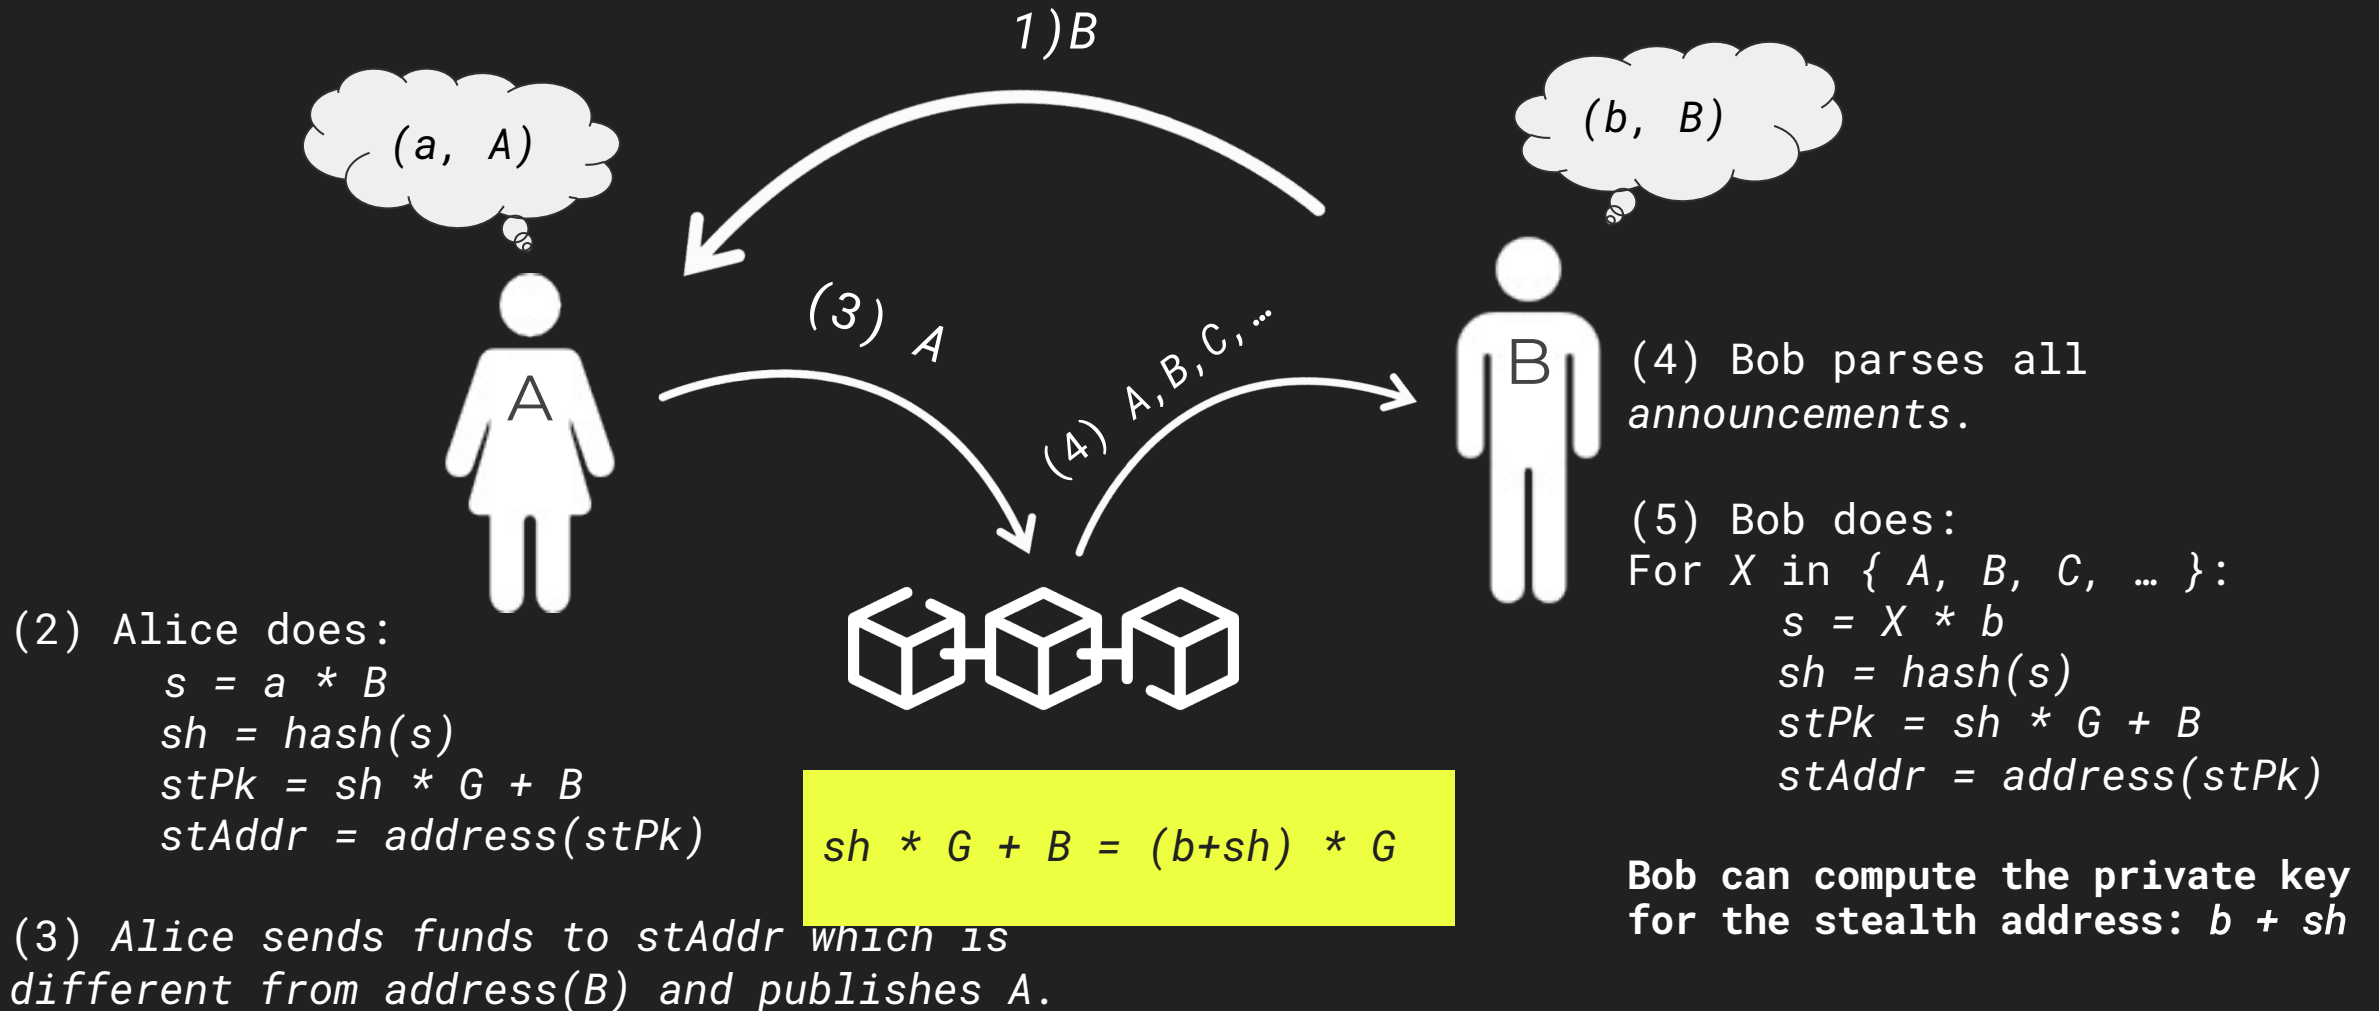 1)B
(a, A)
(b, B)
(3) A
(4) A,B,C,…
A
B
(4) Bob parses all
announcements.
(5) Bob does:
For X in { A, B, C, … }:
s = X * b
sh = hash(s)
stPk = sh * G + B
stAddr = address(stPk)
Bob can compute the private key
for the stealth address: b + sh
(2) Alice does:
s = a * B
sh = hash(s)
stPk = sh * G + B
stAddr = address(stPk)
sh * G + B = (b+sh) * G
(3) Alice sends funds to stAddr which is
different from address(B) and publishes A.